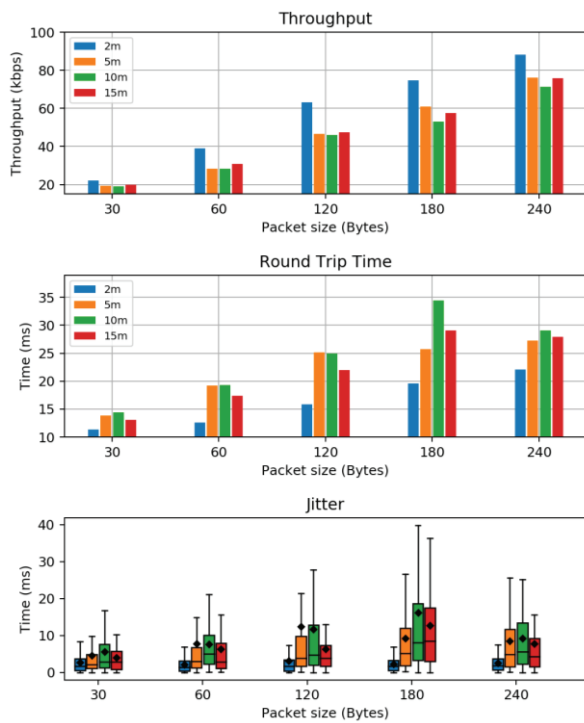 Throughput
100
80
60
40
20
Throughput (kbps)
2m
5m
10m
15m
30 60 120 180 240
Packet size (Bytes)
Round Trip Time
35
30
25
20
15
10
Time (ms)
2m
5m
10m
15m
30 60 120 180 240
Packet size (Bytes)
Jitter
40
30
20
10
0
Time (ms)
30 60 120 180 240
Packet size (Bytes)